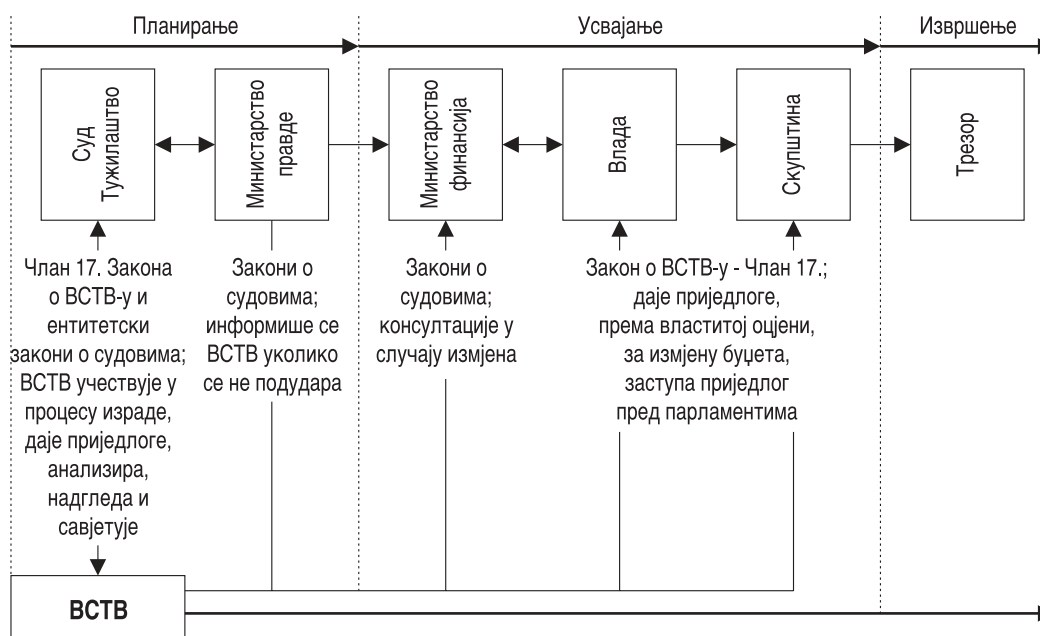 Планирање
Усвајање
Извршење
Суд
Тужилаштво
Министарство
правде
Министарство
финансија
Влада
Скупштина
Трезор
Члан 17. Закона
о ВСТВ-у и
ентитетски
закони о судовима;
ВСТВ учествује у
процесу израде,
даје приједлоге,
анализира,
надгледа и
савјетује
Закони о
судовима;
информише се
ВСТВ уколико
се не подудара
Закони о
судовима;
консултације у
случају измјена
Закон о ВСТВ-у - Члан 17.;
даје приједлоге,
према властитој оцјени,
за измјену буџета,
заступа приједлог
пред парламентима
ВСТВ